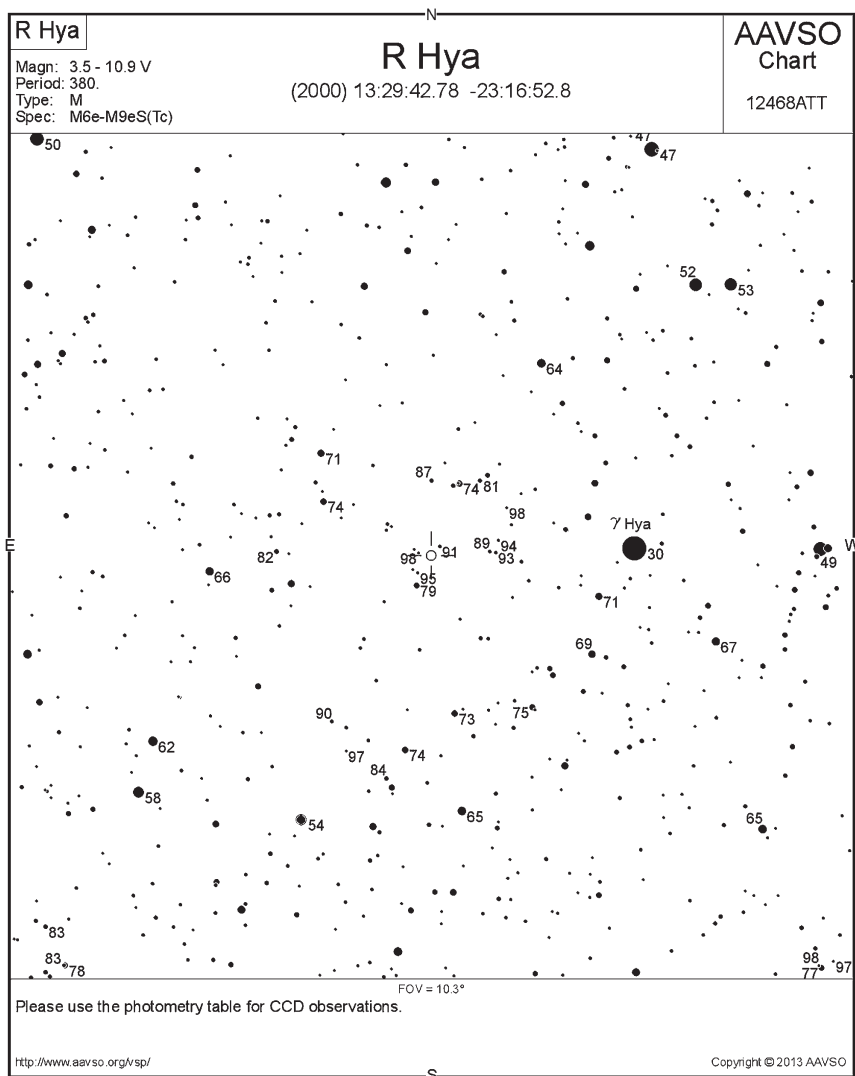 N
R Hya
Magn: 3.5 - 10.9 V
Period: 380.
Type: M
Spec: M6e-M9eS(Tc)
R Hya
(2000) 13:29:42.78 -23:16:52.8
AAVSO
Chart
12468ATT
50
47
47
52
53
64
71
87
74
81
74
98
γ Hya
E
82
98
91
89
94
93
30
W
49
66
95
79
71
69
67
90
73
75
62
97
74
84
58
54
65
65
83
83
78
98
77
97
FOV = 10.3°
Please use the photometry table for CCD observations.
http://www.aavso.org/vsp/
Copyright © 2013 AAVSO
S